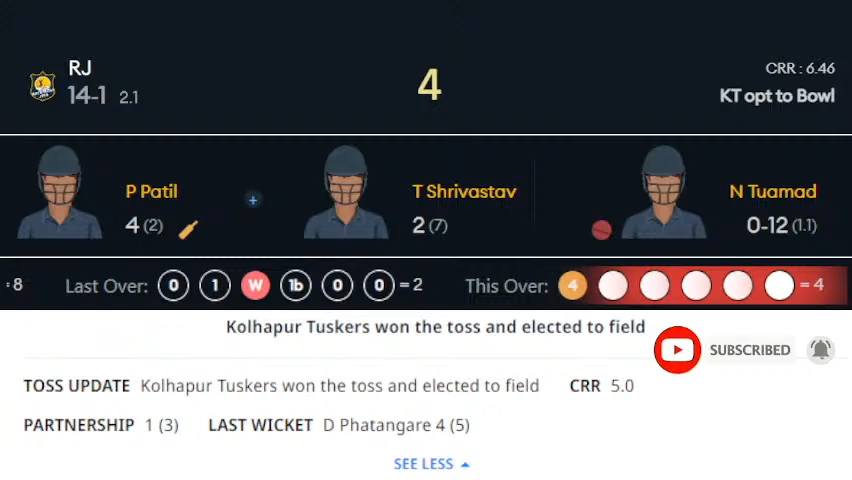 RJ
14-1 2.1
4
CRR : 6.46
KT opt to Bowl
P Patil
4 (2)
T Shrivastav
2 (7)
N Tuamad
0-12 (1.1)
: 8 Last Over: 0 1 W 1b 0 0 = 2 This Over: 4 = 4
Kolhapur Tuskers won the toss and elected to field
SUBSCRIBED
TOSS UPDATE Kolhapur Tuskers won the toss and elected to field CRR 5.0
PARTNERSHIP 1 (3) LAST WICKET D Phatangare 4 (5)
SEE LESS